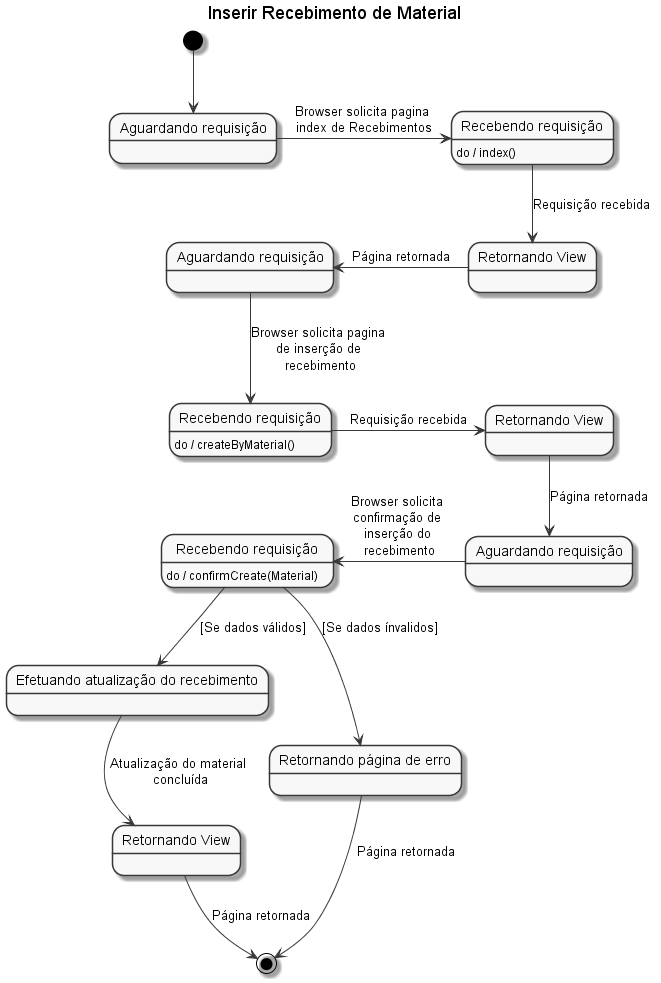 Inserir Recebimento de Material
Aguardando requisição
Browser solicita pagina
index de Recebimentos
Recebendo requisição
do / index()
Requisição recebida
Retornando View
Página retornada
Aguardando requisição
Browser solicita pagina
de inserção de
recebimento
Recebendo requisição
do / createByMaterial()
Requisição recebida
Retornando View
Página retornada
Aguardando requisição
Browser solicita
confirmação de
inserção do
recebimento
Recebendo requisição
do / confirmCreate(Material)
[Se dados válidos]
[Se dados ínvalidos]
Efetuando atualização do recebimento
Atualização do material
concluída
Retornando página de erro
Retornando View
Página retornada
Página retornada